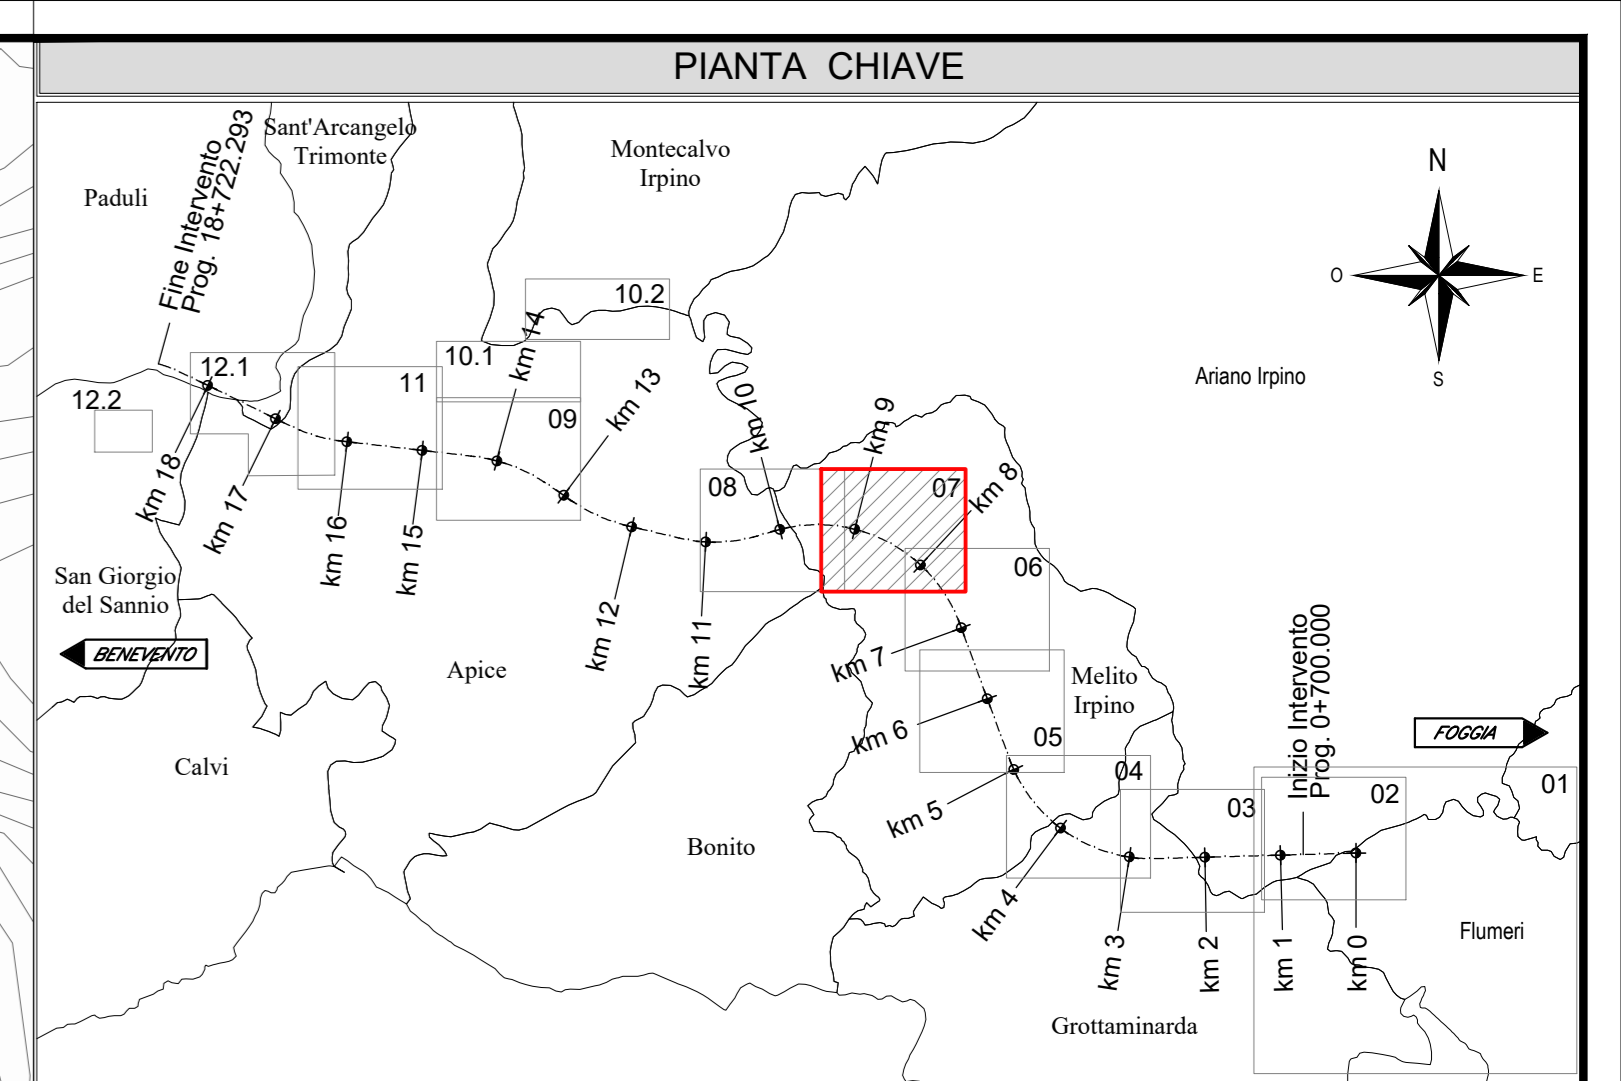 PIANTA CHIAVE
Sant'Arcangelo
Trimonte
Montecalvo
Irpino
Paduli
Fine Intervento
Prog. 18+722.293
N
O
E
S
10.2
Ariano Irpino
12.1
12.2
11
10.1
09
km 14
km 13
km 10
km 9
km 8
08
07
06
km 18
km 17
km 16
km 15
km 12
km 11
San Giorgio
del Sannio
BENEVENTO
Apice
km 7
Melito
Irpino
km 6
05
Inizio Intervento
Prog. 0+700.000
FOGGIA
Calvi
04
03
02
01
km 5
Bonito
km 4
km 3
km 2
km 1
km 0
Flumeri
Grottaminarda